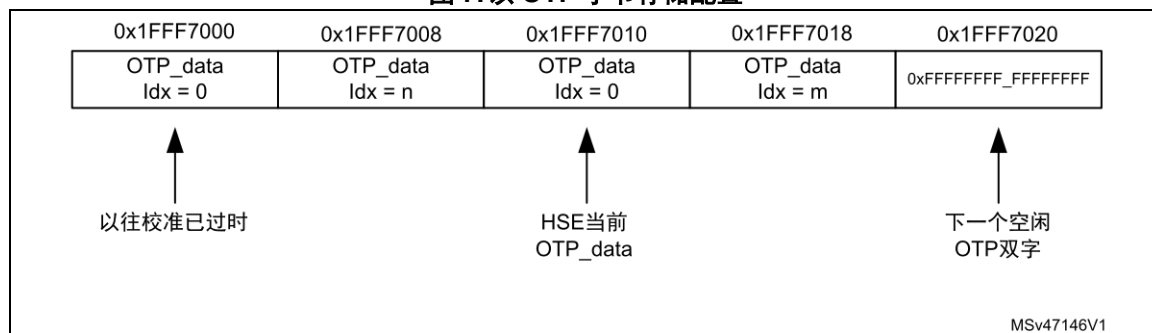 0x1FFF7000 0x1FFF7008 0x1FFF7010 0x1FFF7018 0x1FFF7020
OTP_data OTP_data OTP_data OTP_data 0xFFFFFFFF_FFFFFFFF
Idx = 0 Idx = n Idx = 0 Idx = m
以往校准已过时 HSE当前 下一个空闲
OTP_data OTP双字
MSv47146V1